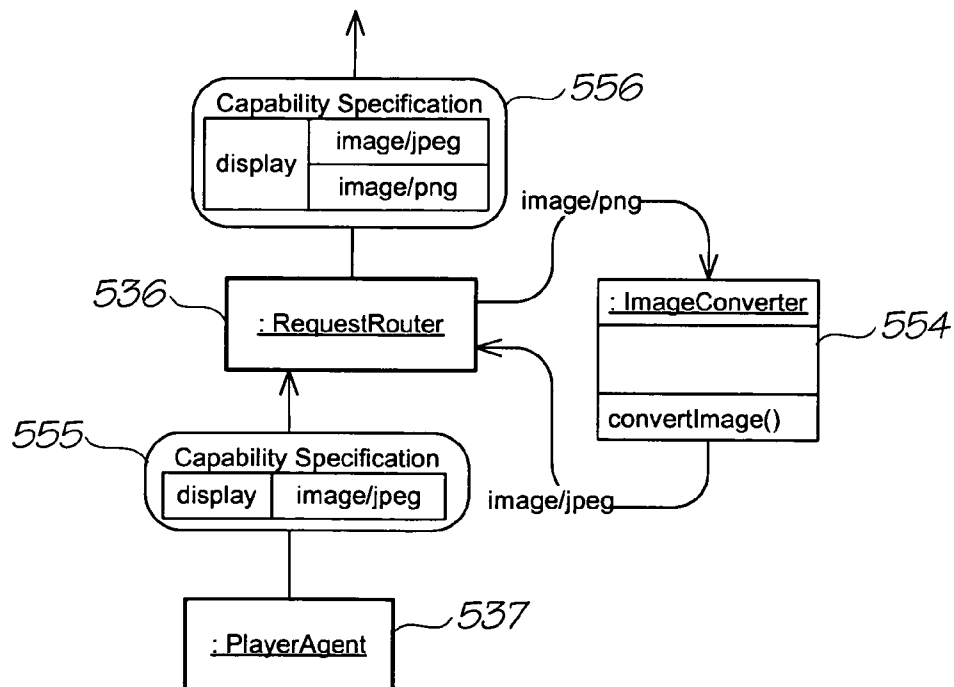 Capability Specification
556
display
image/jpeg
image/png
image/png
536
: RequestRouter
: ImageConverter
554
convertImage()
555
Capability Specification
display
image/jpeg
image/jpeg
: PlayerAgent
537